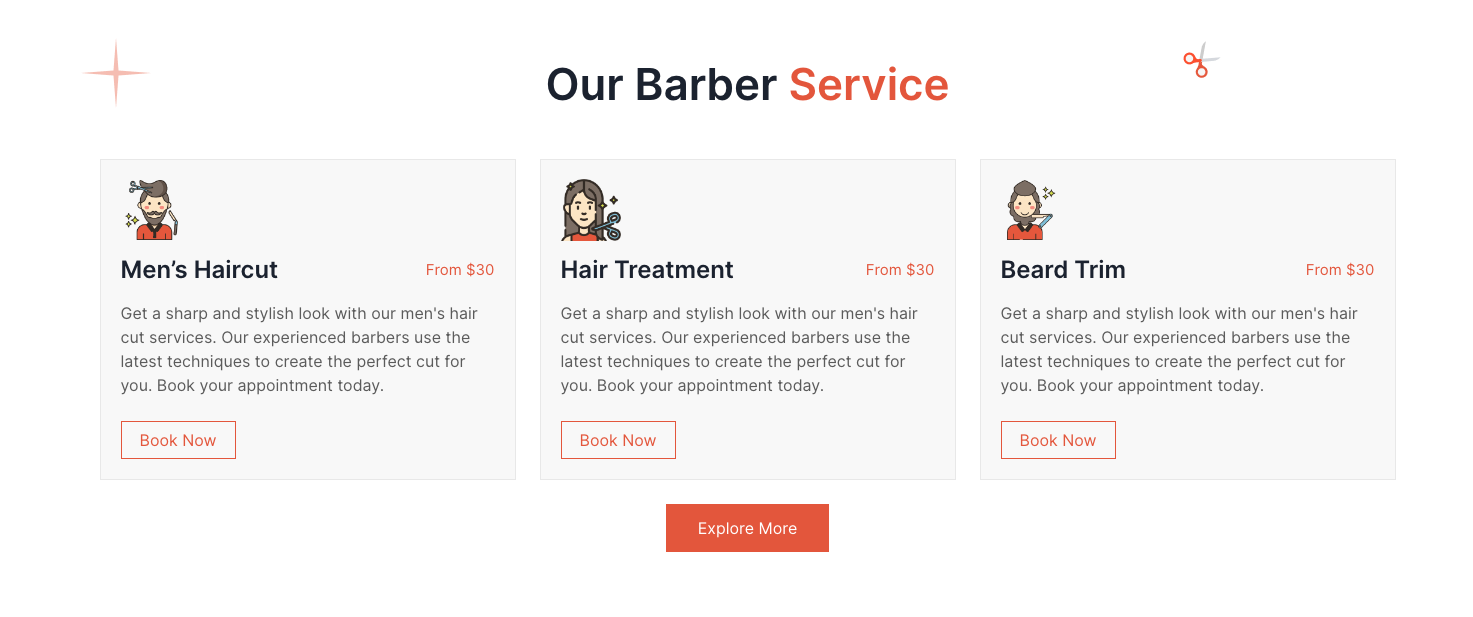 Our Barber Service
Men’s Haircut From $30
Get a sharp and stylish look with our men's hair
cut services. Our experienced barbers use the
latest techniques to create the perfect cut for
you. Book your appointment today.
Book Now
Hair Treatment From $30
Get a sharp and stylish look with our men's hair
cut services. Our experienced barbers use the
latest techniques to create the perfect cut for
you. Book your appointment today.
Book Now
Beard Trim From $30
Get a sharp and stylish look with our men's hair
cut services. Our experienced barbers use the
latest techniques to create the perfect cut for
you. Book your appointment today.
Book Now
Explore More